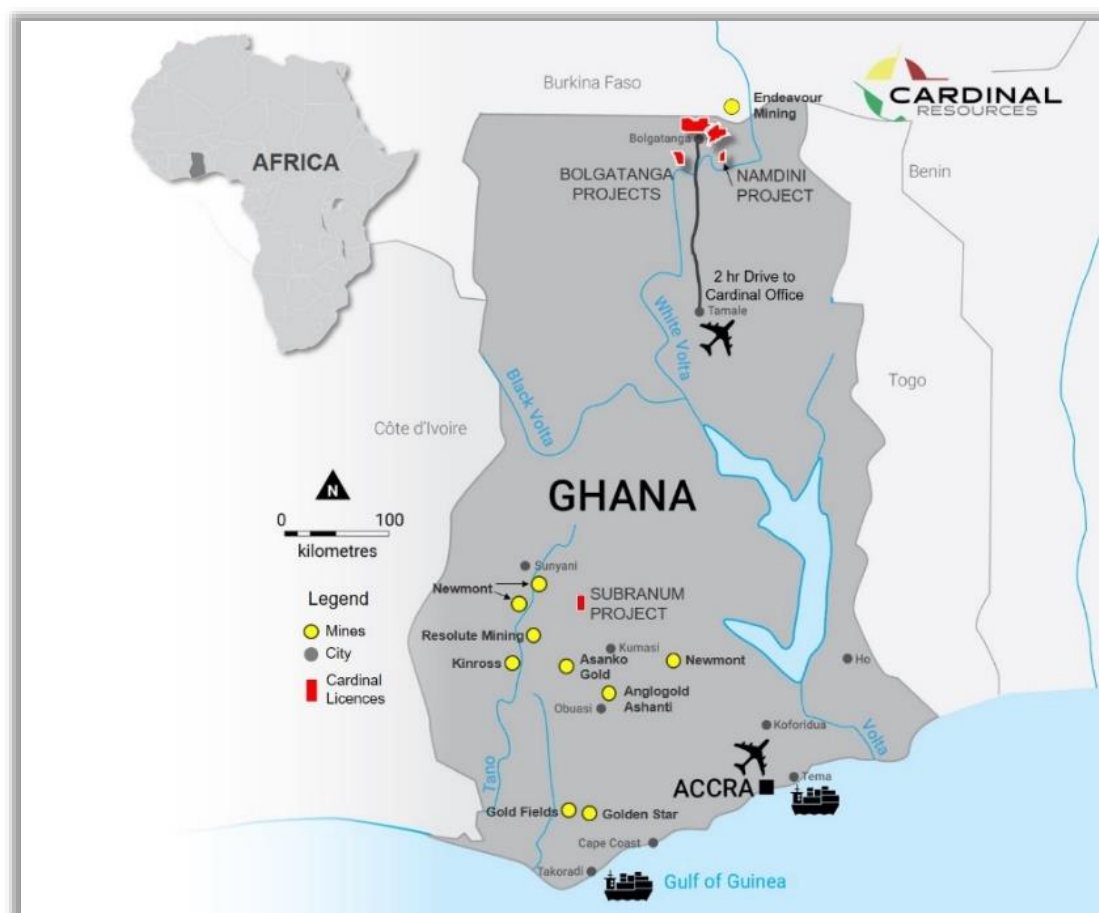 CARDINAL
RESOURCES
Burkina Faso
Endeavour
Mining
AFRICA
Bolgatanga
BOLGATANGA
PROJECTS
NAMDINI
PROJECT
Benin
2 hr Drive to
Cardinal Office
Tamale
White Volta
Black Volta
Togo
Côte d'Ivoire
GHANA
N
0 100
kilometres
Legend
Mines
City
Cardinal
Licences
Sunyani
Newmont
SUBRANUM
PROJECT
Resolute Mining
Kumasi
Kinross
Asanko
Gold
Newmont
Ho
Anglogold
Ashanti
Obuasi
Koforidua
Volta
Tano
ACCRA
Tema
Gold Fields
Golden Star
Cape Coast
Takoradi
Gulf of Guinea